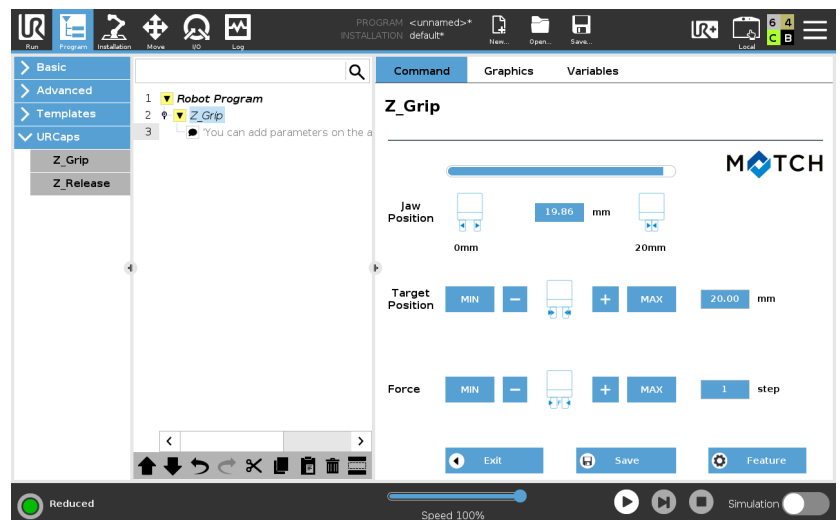 PROGRAM <unnamed>*
INSTALLATION default*
Run Program Installation Move I/O Log
New... Open... Save...
R+
Local
6 4
C B
Basic
Advanced
Templates
URCaps
Z_Grip
Z_Release
1 Robot Program
2 Z_Grip
3 'You can add parameters on the a
Command Graphics Variables
Z_Grip
MATCH
Jaw
Position
19.86 mm
0mm 20mm
Target
Position
MIN − + MAX 20.00 mm
Force MIN − + MAX 1 step
Exit Save Feature
Reduced
Speed 100%
Simulation